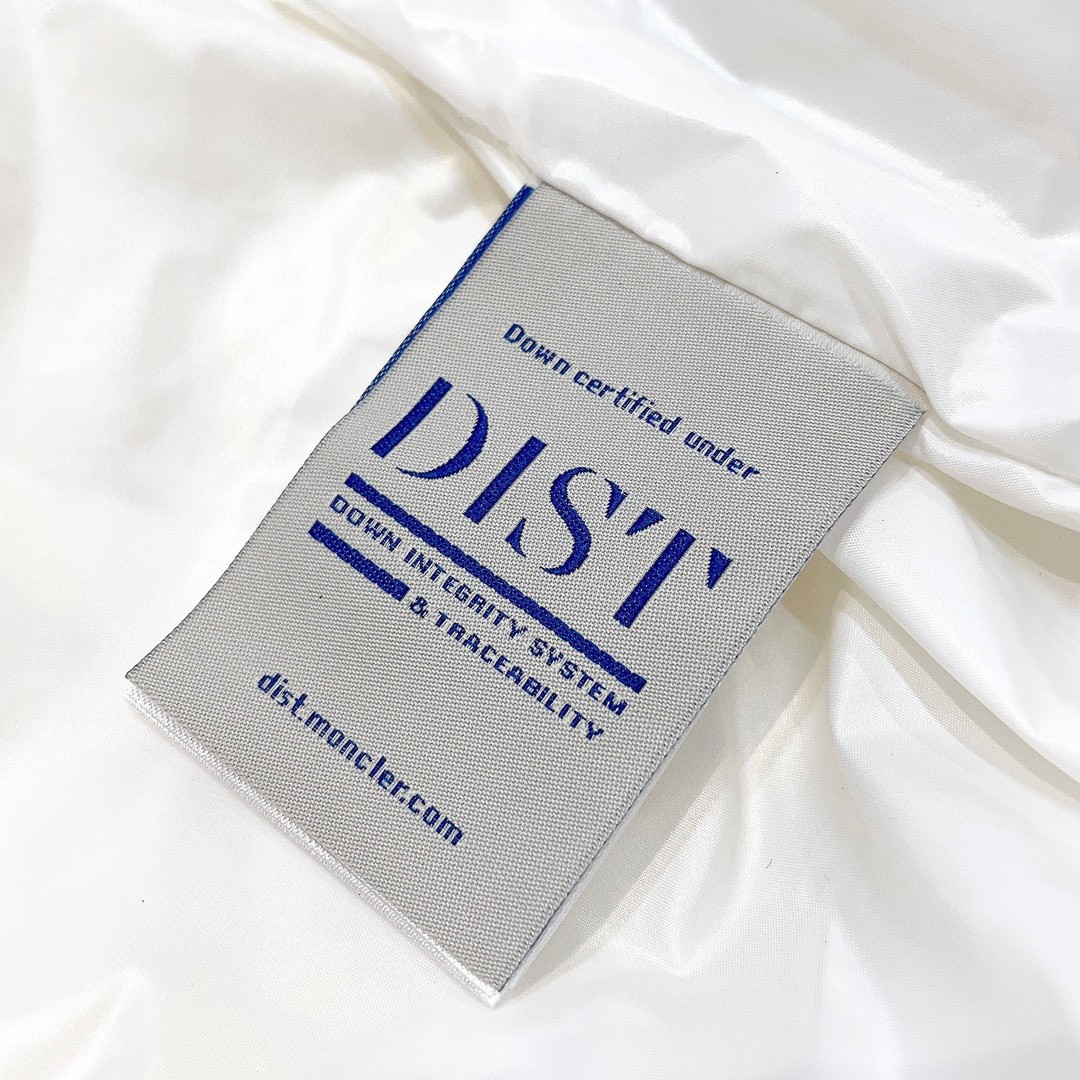 Down certified under
DIST
DOWN INTEGRITY SYSTEM
& TRACEABILITY
dist.moncler.com